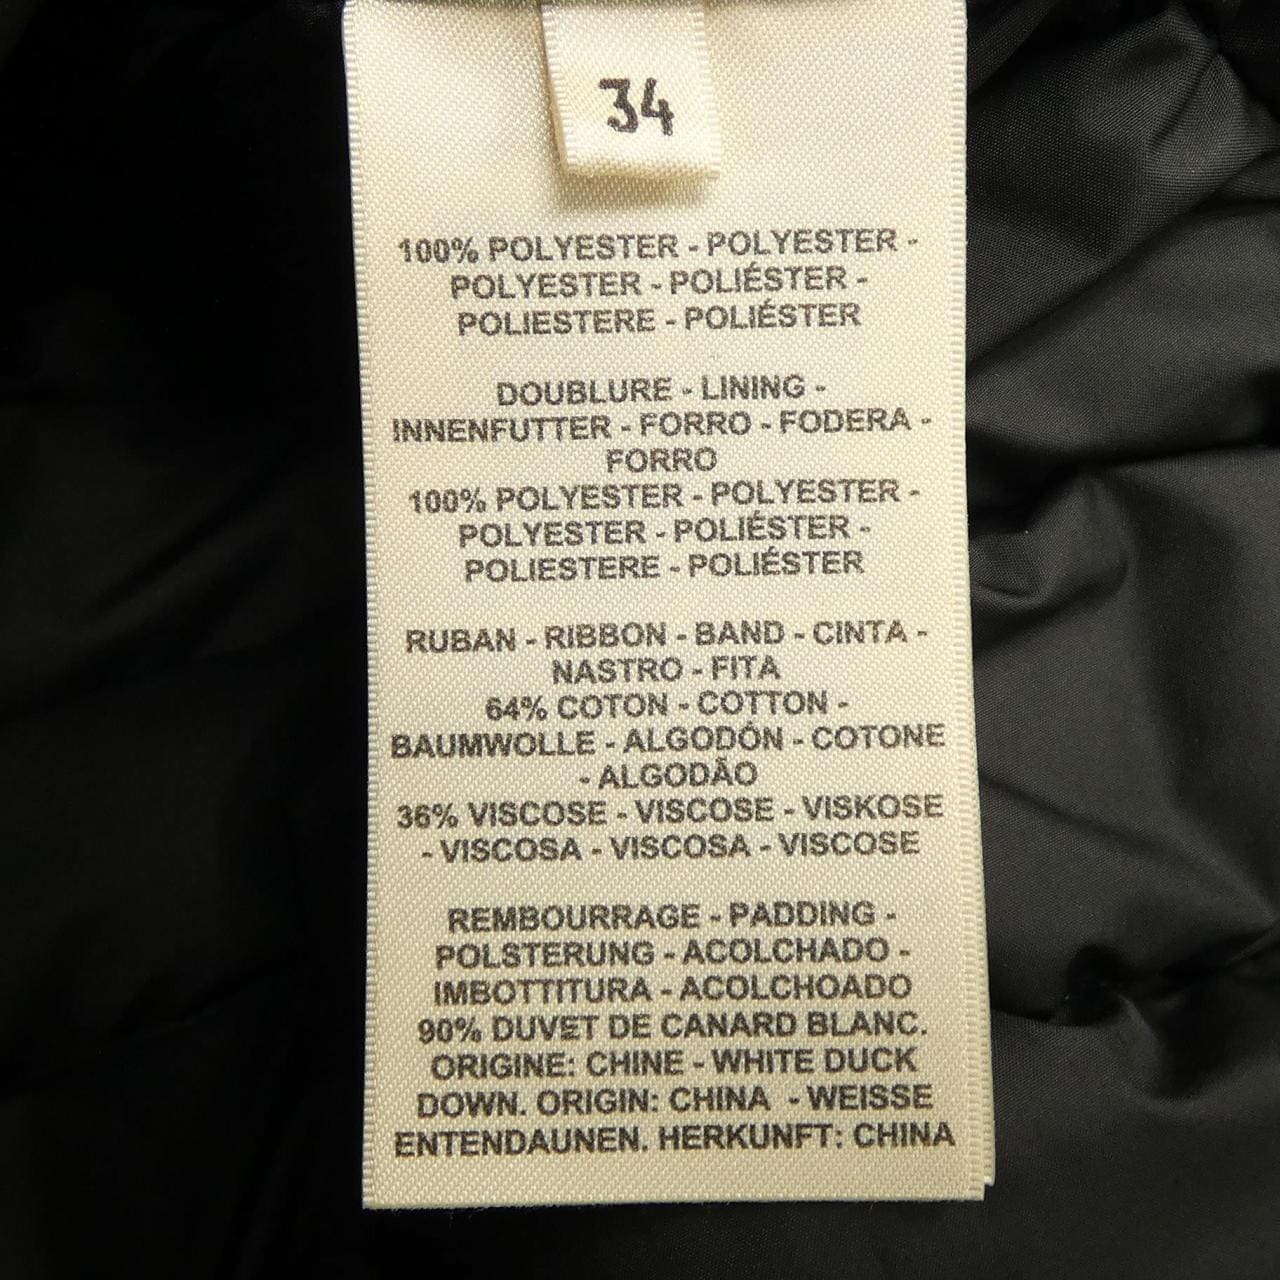 34
100% POLYESTER - POLYESTER -
POLYESTER - POLIÉSTER -
POLIESTERE - POLIÉSTER
DOUBLURE - LINING -
INNENFUTTER - FORRO - FODERA -
FORRO
100% POLYESTER - POLYESTER -
POLYESTER - POLIÉSTER -
POLIESTERE - POLIÉSTER
RUBAN - RIBBON - BAND - CINTA -
NASTRO - FITA
64% COTON - COTTON -
BAUMWOLLE - ALGODÓN - COTONE
- ALGODÃO
36% VISCOSE - VISCOSE - VISKOSE
- VISCOSA - VISCOSA - VISCOSE
REMBOURRAGE - PADDING -
POLSTERUNG - ACOLCHADO -
IMBOTTITURA - ACOLCHOADO
90% DUVET DE CANARD BLANC.
ORIGINE: CHINE - WHITE DUCK
DOWN. ORIGIN: CHINA - WEISSE
ENTENDAUNEN. HERKUNFT: CHINA